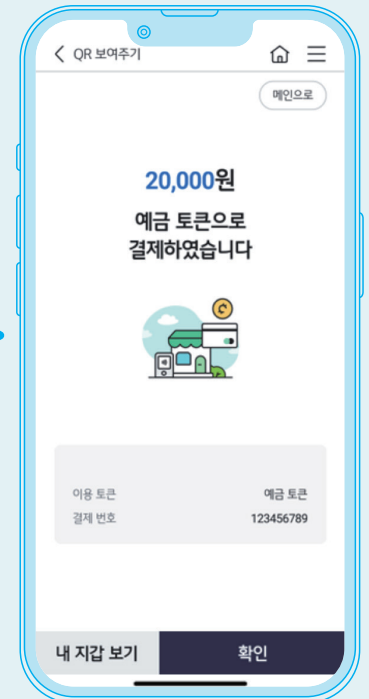 QR 보여주기
메인으로
20,000원
예금 토큰으로
결제하였습니다
이용 토큰 예금 토큰
결제 번호 123456789
내 지갑 보기 확인